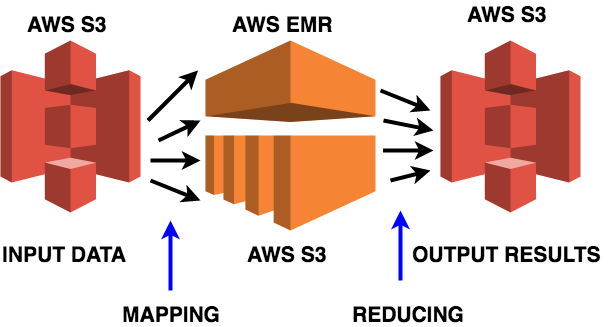 AWS S3
AWS EMR
AWS S3
INPUT DATA
AWS S3
OUTPUT RESULTS
MAPPING
REDUCING